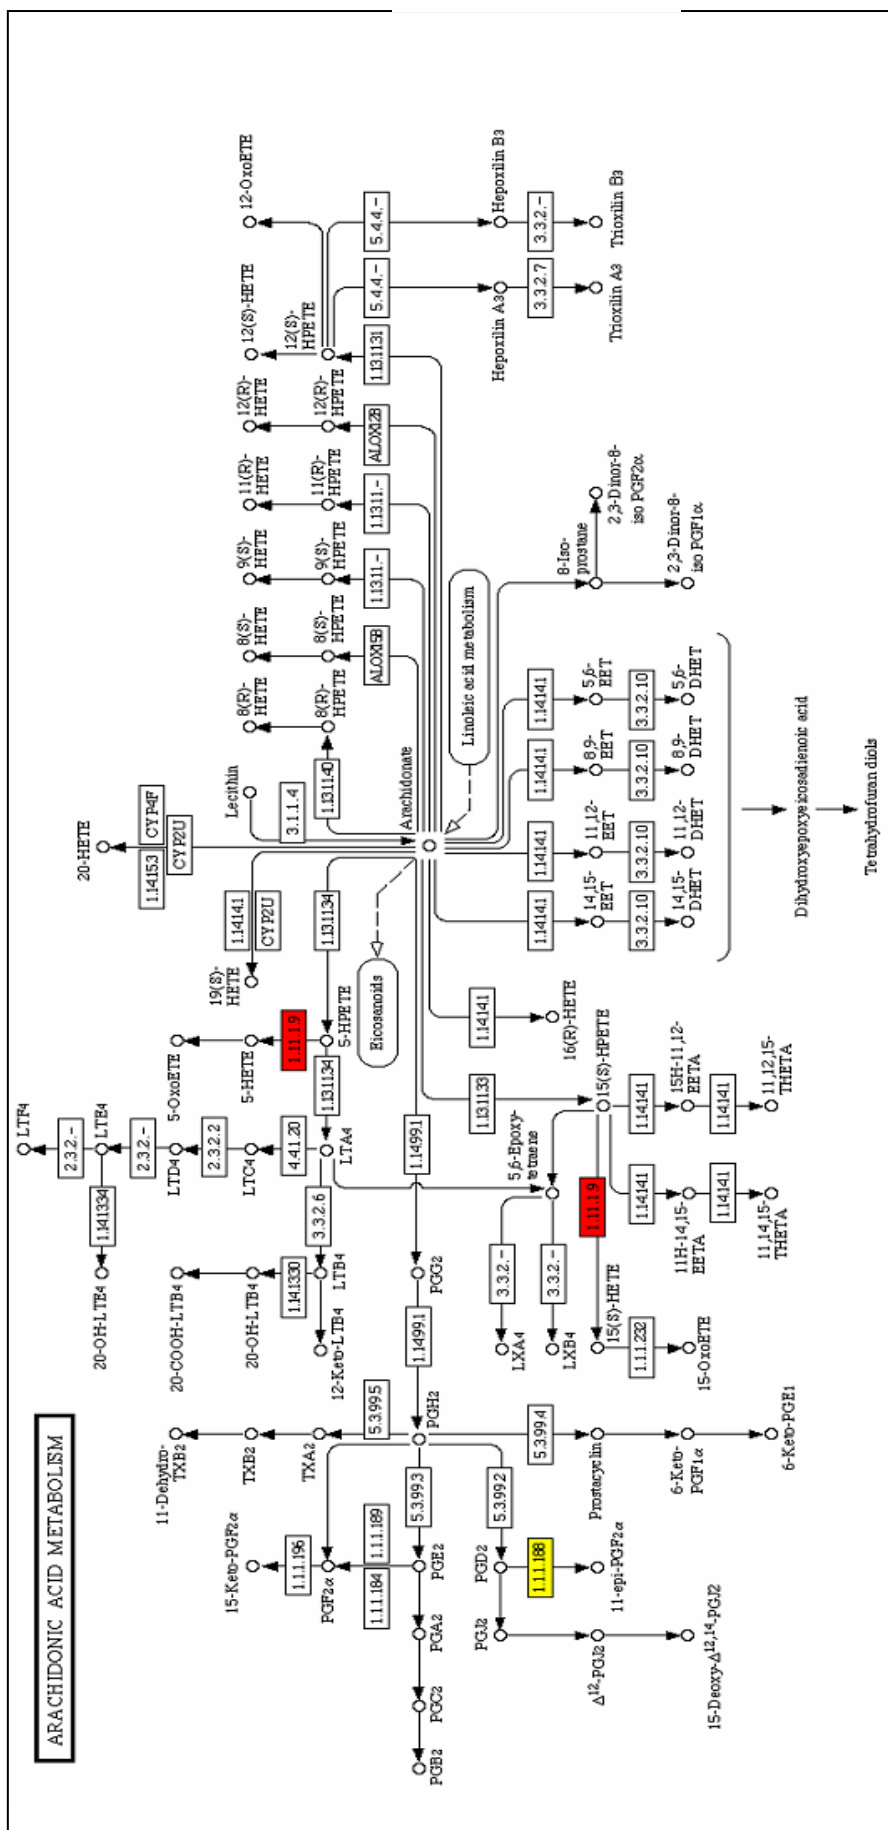 ARACHIDONIC ACID METABOLISM
LTF4
2.3.2.-
20-OH-LTE4
1.14.13.34
LTE4
20-HETE
1.14.15.3
CYP4F
CYP2U
2.3.2.-
11-Dehydro-
TXB2
20-COOH-LTB4
LTD4
5-OxoETE
2.3.2.2
19(S)-
HETE
1.14.14.1
CYP2U
Lecithin
8(R)-
HETE
8(S)-
HETE
9(S)-
HETE
11(R)-
HETE
12(R)-
HETE
12(S)-HETE
12-OxoETE
15-Keto-PGF2α
TXB2
20-OH-LTB4
LTC4
5-HETE
3.1.1.4
1.1.1.196
1.14.13.30
4.4.1.20
1.11.1.9
PGF2α
TXA2
12-Keto-LTB4
LTB4
3.3.2.6
LTA4
1.13.11.34
5-HPETE
1.13.11.34
1.13.11.40
8(R)-
HPETE
8(S)-
HPETE
9(S)-
HPETE
11(R)-
HPETE
12(R)-
HPETE
12(S)-
HPETE
1.1.1.184
1.1.1.189
5.3.99.5
Eicosanoids
ALOX15B
1.13.11.-
1.13.11.-
ALOX12B
1.13.11.31
5.4.4.-
5.4.4.-
Arachidonate
PGB2
PGC2
PGA2
PGE2
5.3.99.3
PGH2
1.14.99.1
PGG2
1.14.99.1
Linoleic acid metabolism
PGJ2
PGD2
5.3.99.2
LXA4
3.3.2.-
1.13.11.33
1.14.14.1
Hepoxilin A3
Hepoxilin B3
5,6-Epoxy-
tetraene
1.1.1.188
5.3.99.4
LXB4
3.3.2.-
16(R)-HETE
1.14.14.1
1.14.14.1
1.14.14.1
1.14.14.1
3.3.2.7
3.3.2.-
Δ12-PGJ2
11-epi-PGF2α
Prostacyclin
15(S)-HETE
1.11.1.9
15(S)-HPETE
14,15-
EET
11,12-
EET
8,9-
EET
5,6-
EET
8-Iso-
prostane
2,3-Dinor-8-
iso PGF2α
Trioxilin A3
Trioxilin B3
1.1.1.232
1.14.14.1
1.14.14.1
3.3.2.10
3.3.2.10
3.3.2.10
3.3.2.10
15-Deoxy-Δ12,14-PGJ2
6-Keto-
PGF1α
15-OxoETE
11H-14,15-
EETA
15H-11,12-
EETA
14,15-
DHET
11,12-
DHET
8,9-
DHET
5,6-
DHET
2,3-Dinor-8-
iso PGF1α
1.14.14.1
1.14.14.1
6-Keto-PGE1
11,14,15-
THETA
11,12,15-
THETA
Dihydroxyepoxyeicosadienoic acid
Tetrahydrofuran diols